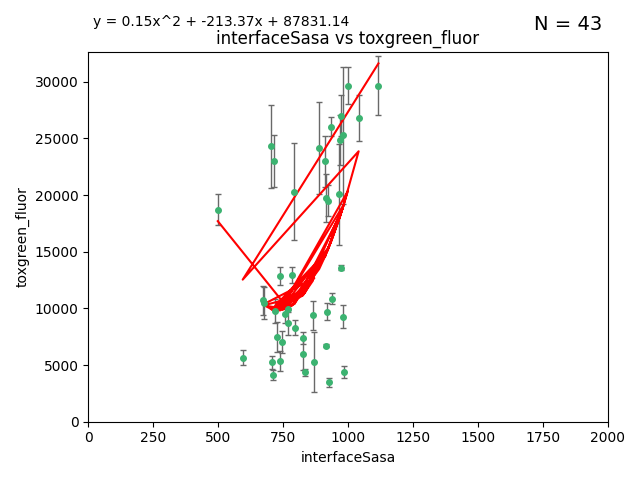 y = 0.15x^2 + -213.37x + 87831.14
N = 43
interfaceSasa vs toxgreen_fluor
30000
25000
20000
15000
10000
5000
0
toxgreen_fluor
0 250 500 750 1000 1250 1500 1750 2000
interfaceSasa